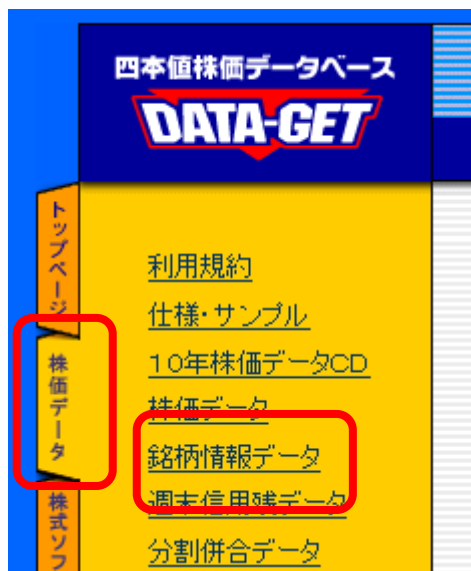 四本値株価データベース
DATA-GET
トップページ
株価データ
株式ソフ
利用規約
仕様・サンプル
10年株価データCD
株価データ
銘柄情報データ
週末信用残データ
分割併合データ